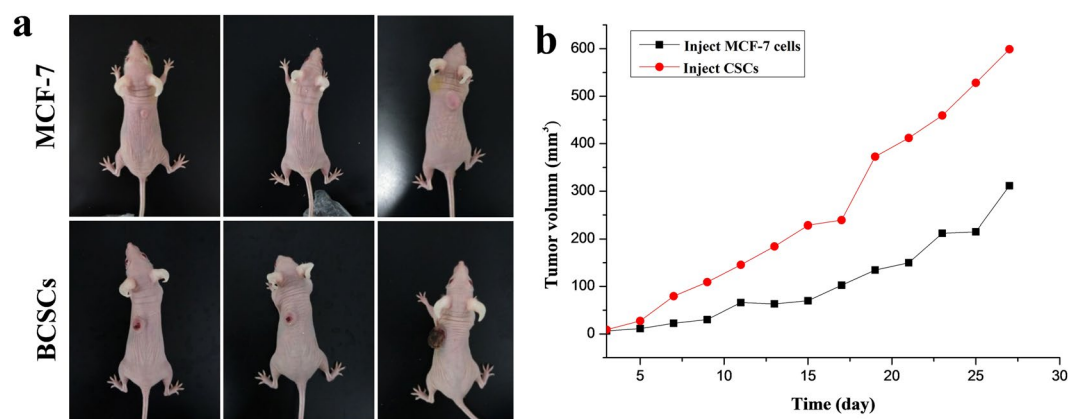 a
MCF-7
BCSCs
b
Inject MCF-7 cells
Inject CSCs
Tumor volumn (mm³)
600
500
400
300
200
100
0
5
10
15
20
25
30
Time (day)